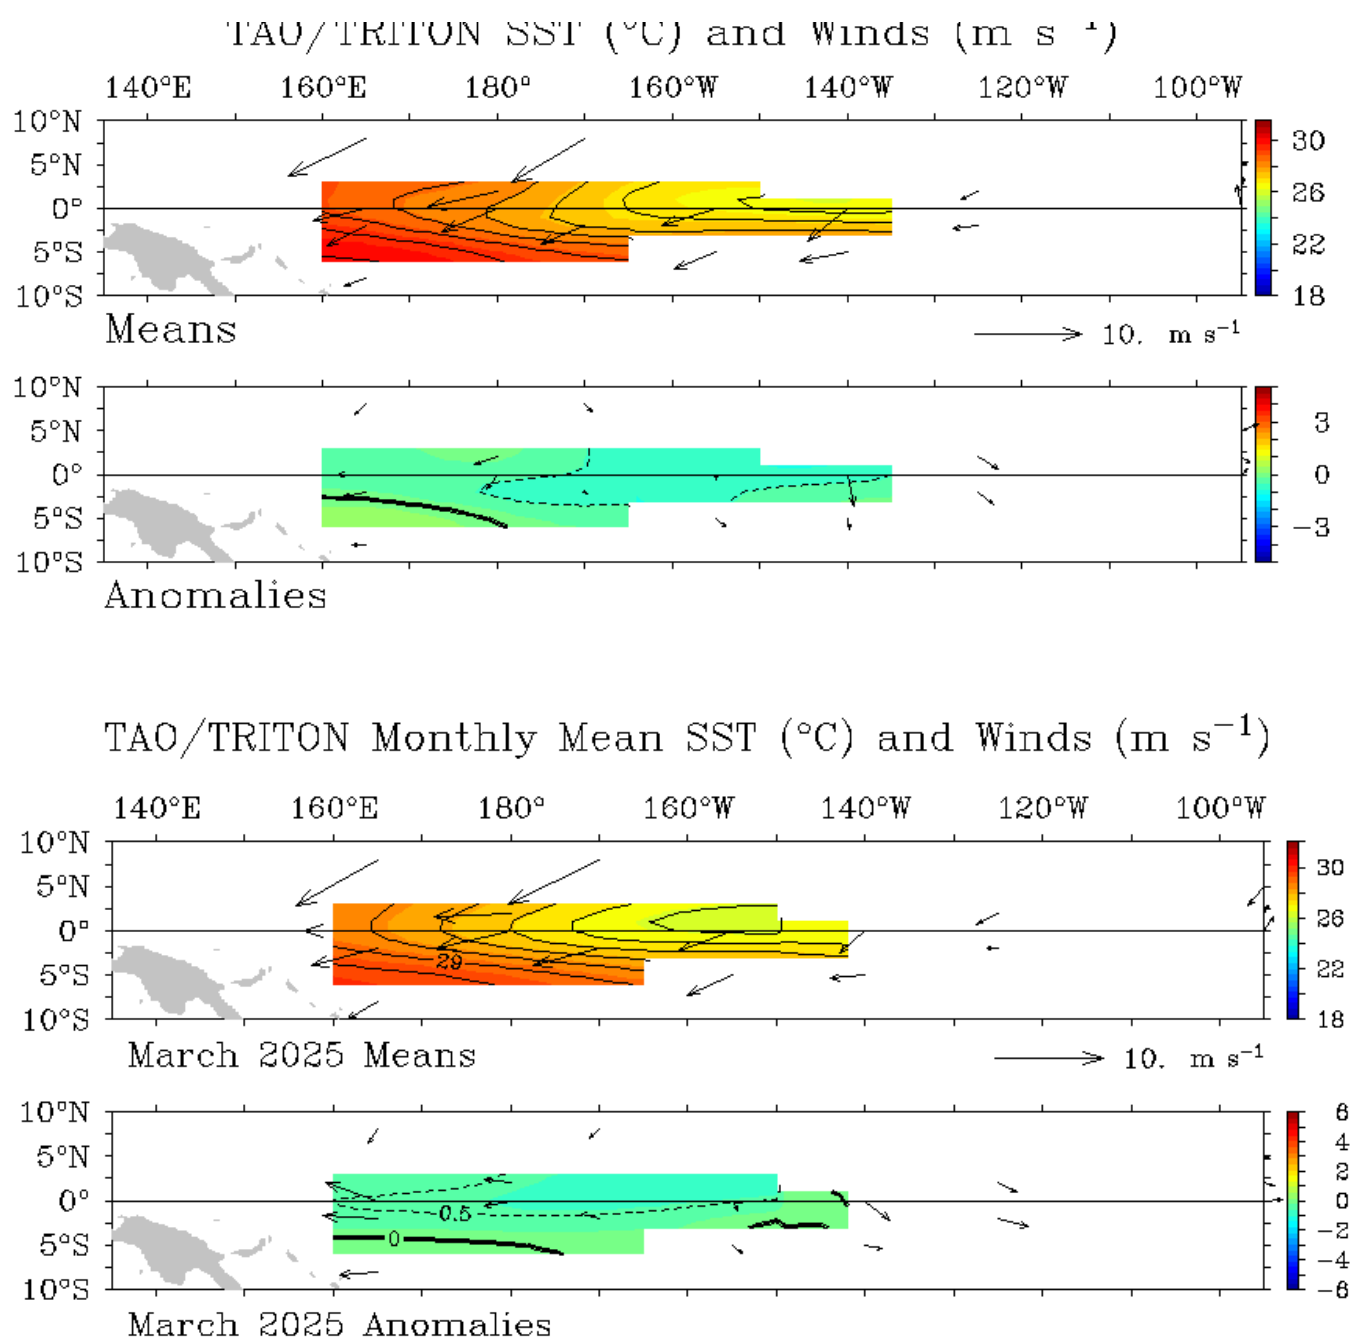 TAO/TRITON SST (°C) and Winds (m s⁻¹)
140°E 160°E 180° 160°W 140°W 120°W 100°W
10°N
5°N
0°
5°S
10°S
30
26
22
18
Means
10. m s⁻¹
10°N
5°N
0°
5°S
10°S
3
0
−3
Anomalies
TAO/TRITON Monthly Mean SST (°C) and Winds (m s⁻¹)
140°E 160°E 180° 160°W 140°W 120°W 100°W
10°N
5°N
0°
5°S
10°S
29
30
26
22
18
March 2025 Means
10. m s⁻¹
10°N
5°N
0°
5°S
10°S
0.5
0
6
4
2
0
−2
−4
−6
March 2025 Anomalies